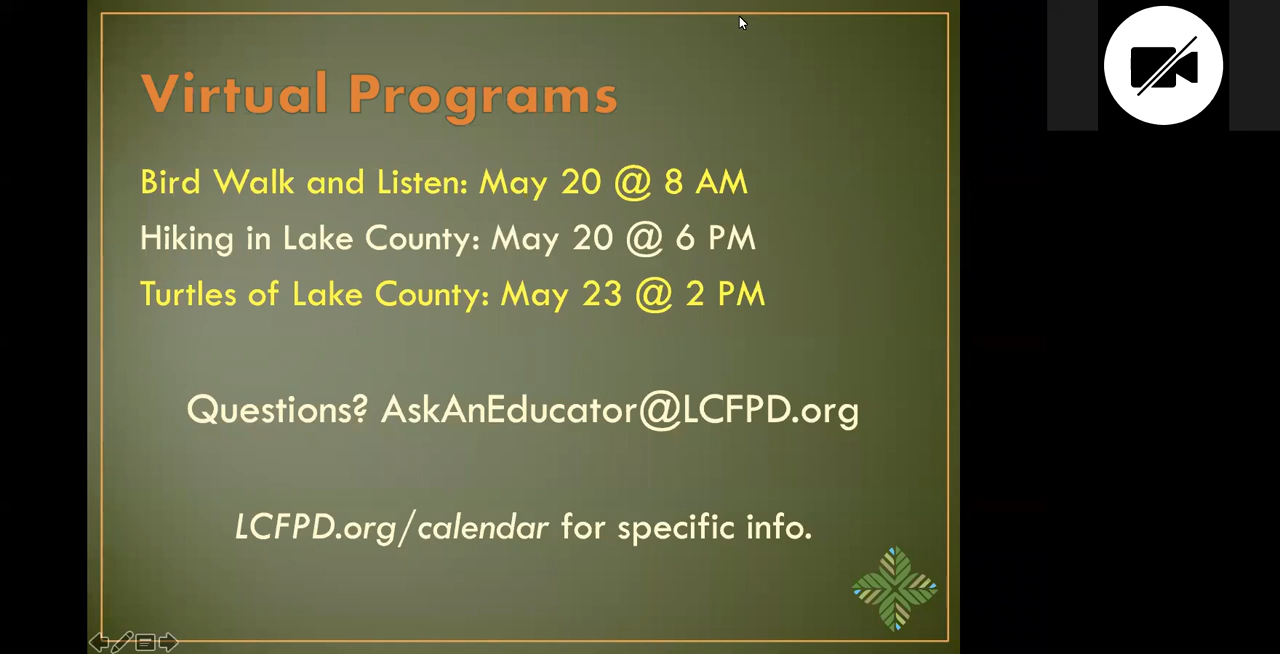 Virtual Programs
Bird Walk and Listen: May 20 @ 8 AM
Hiking in Lake County: May 20 @ 6 PM
Turtles of Lake County: May 23 @ 2 PM
Questions? AskAnEducator@LCFPD.org
LCFPD.org/calendar for specific info.